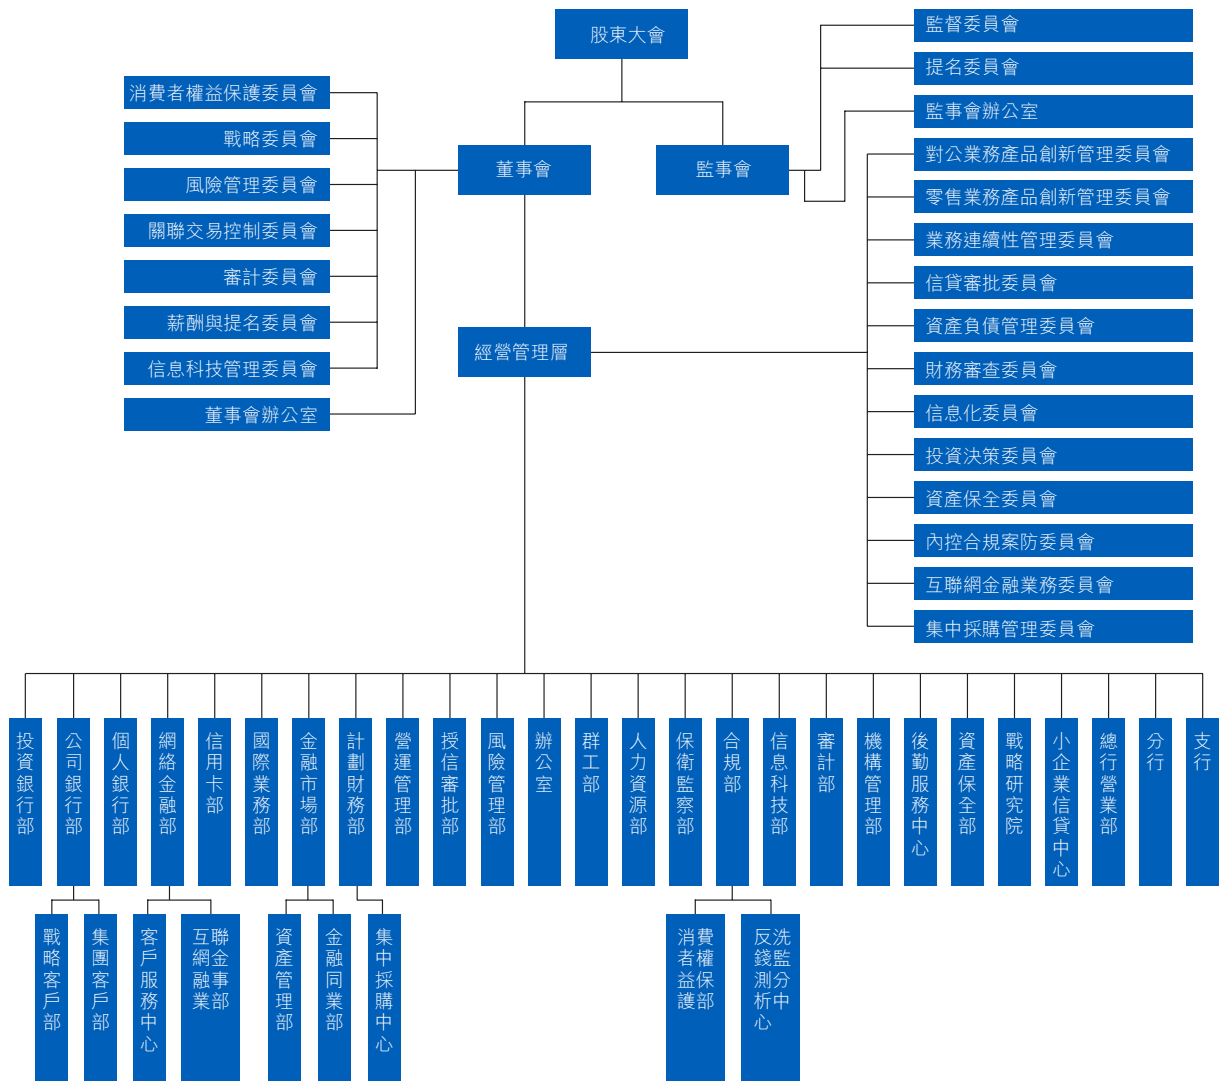 股東大會
董事會
監事會
消費者權益保護委員會
戰略委員會
風險管理委員會
關聯交易控制委員會
審計委員會
薪酬與提名委員會
信息科技管理委員會
董事會辦公室
監督委員會
提名委員會
監事會辦公室
經營管理層
對公業務產品創新管理委員會
零售業務產品創新管理委員會
業務連續性管理委員會
信貸審批委員會
資產負債管理委員會
財務審查委員會
信息化委員會
投資決策委員會
資產保全委員會
內控合規案防委員會
互聯網金融業務委員會
集中採購管理委員會
投資銀行部
公司銀行部
個人銀行部
網絡金融部
信用卡部
國際業務部
金融市場部
計劃財務部
營運管理部
授信審批部
風險管理部
辦公室
群工部
人力資源部
保衛監察部
合規部
信息科技部
審計部
機構管理部
後勤服務中心
資產保全部
戰略研究院
小企業信貸中心
總行營業部
分行
支行
戰略客戶部
集團客戶部
客戶服務中心
互聯
網金
融事
業部
資產管理部
金融同業部
集中採購中心
消費
者權
益保
護部
反洗
錢監
測分
析中
心